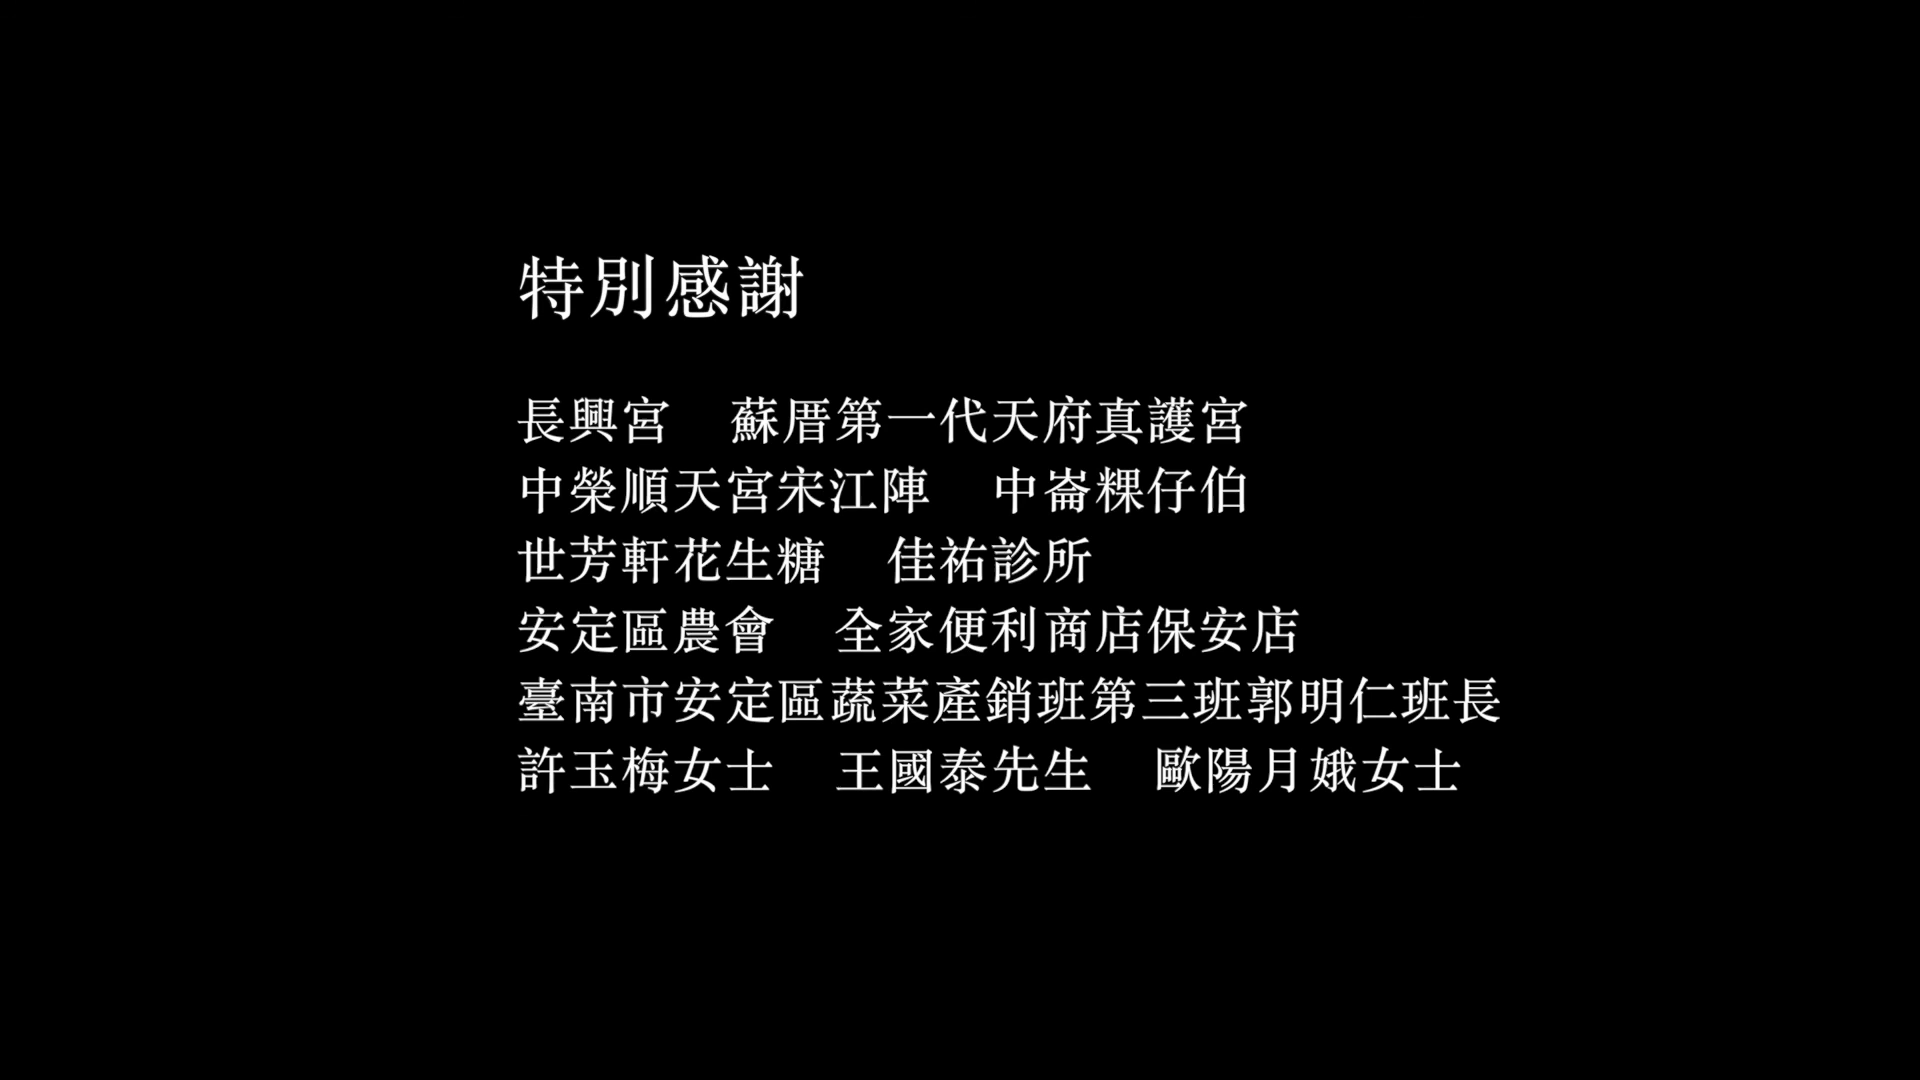 特別感謝
長興宮 蘇厝第一代天府真護宮
中榮順天宮宋江陣 中崙粿仔伯
世芳軒花生糖 佳祐診所
安定區農會 全家便利商店保安店
臺南市安定區蔬菜產銷班第三班郭明仁班長
許玉梅女士 王國泰先生 歐陽月娥女士